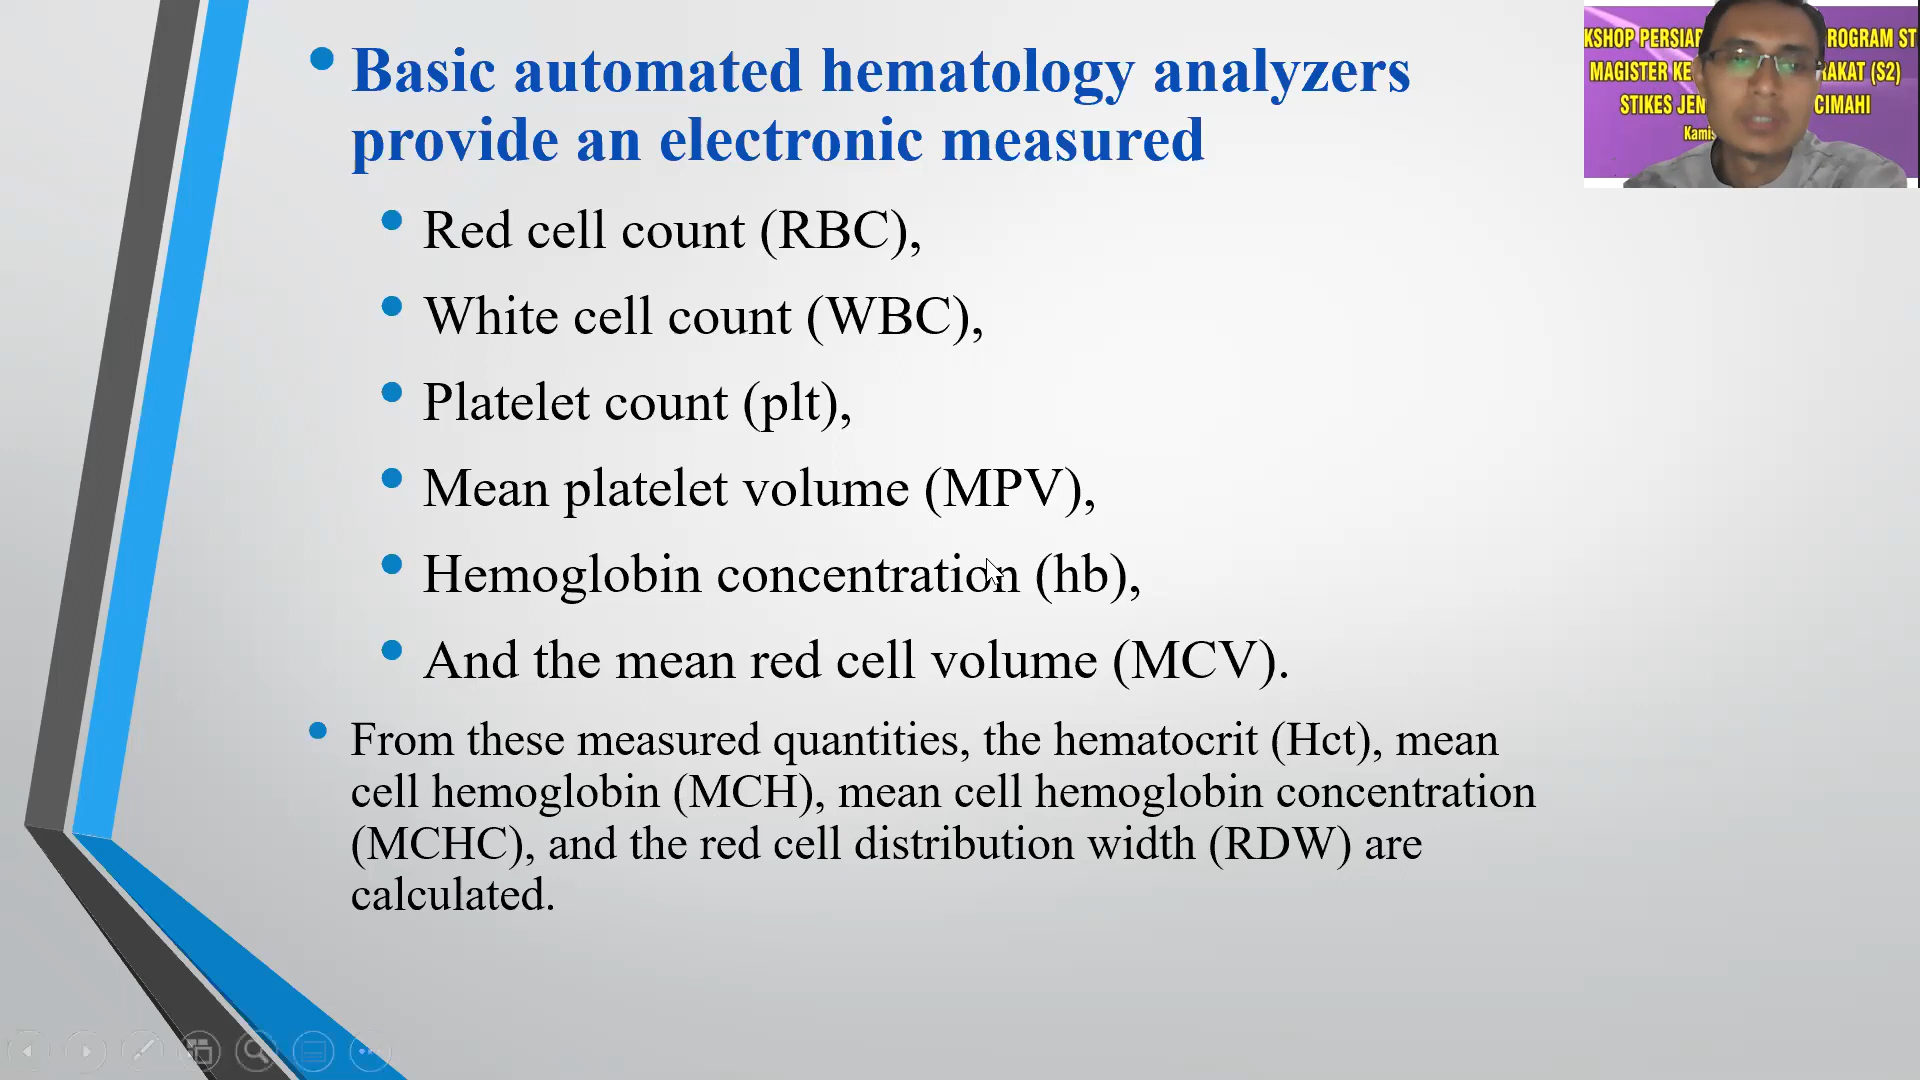 Basic automated hematology analyzers
provide an electronic measured
Red cell count (RBC),
White cell count (WBC),
Platelet count (plt),
Mean platelet volume (MPV),
Hemoglobin concentration (hb),
And the mean red cell volume (MCV).
From these measured quantities, the hematocrit (Hct), mean
cell hemoglobin (MCH), mean cell hemoglobin concentration
(MCHC), and the red cell distribution width (RDW) are
calculated.
KSHOP PERSIAP ROGRAM ST
MAGISTER KE RAKAT (S2)
STIKES JEN CIMAHI
Kamis